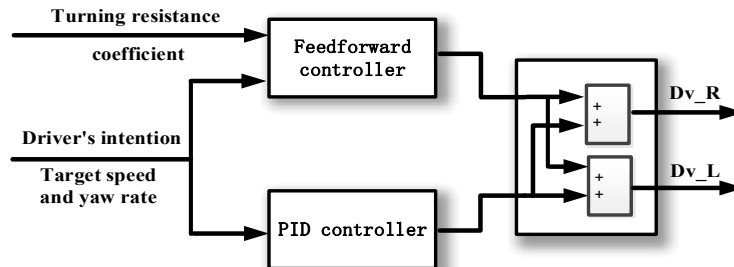 Turning resistance
coefficient
Feedforward
controller
Driver's intention
Target speed
and yaw rate
PID controller
+
+
Dv_R
+
+
Dv_L